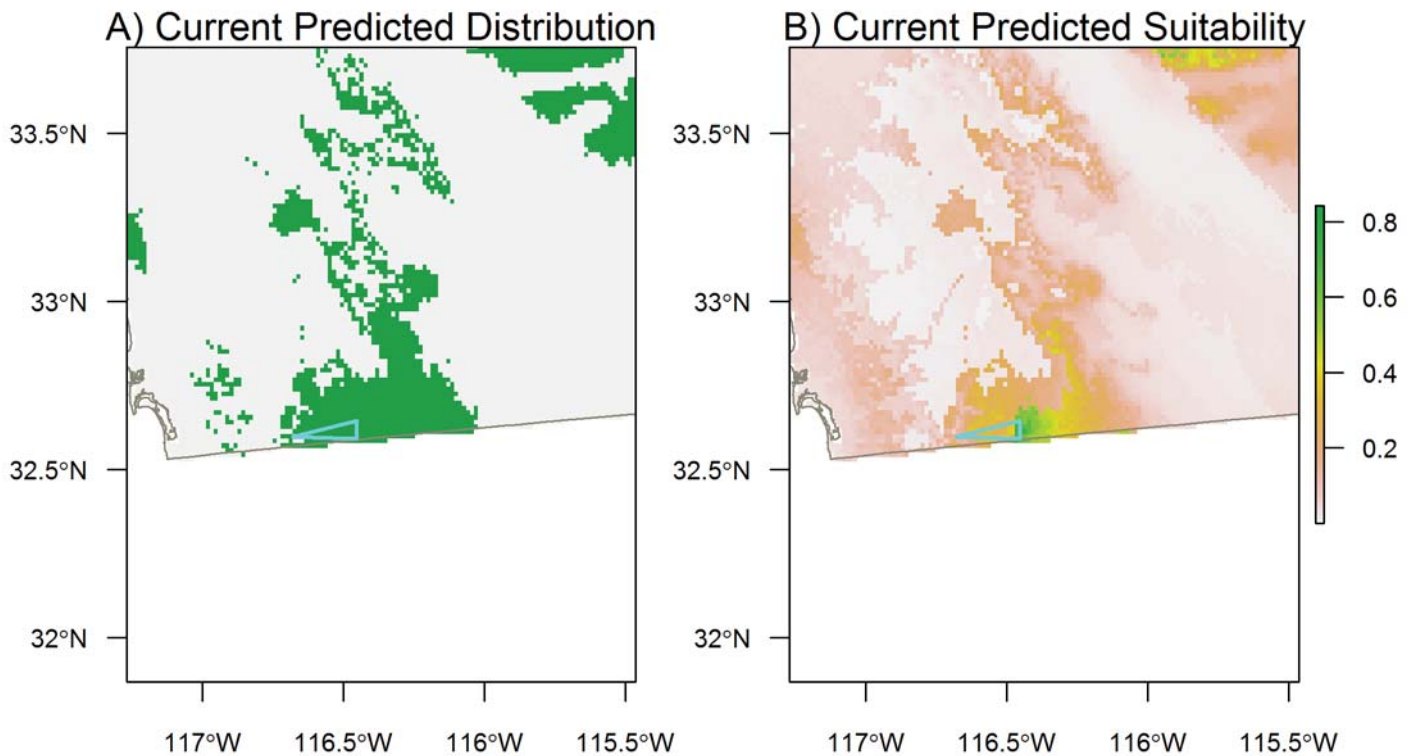 A) Current Predicted Distribution
B) Current Predicted Suitability
33.5°N
33°N
32.5°N
32°N
117°W
116.5°W
116°W
115.5°W
33.5°N
33°N
32.5°N
32°N
117°W
116.5°W
116°W
115.5°W
0.8
0.6
0.4
0.2